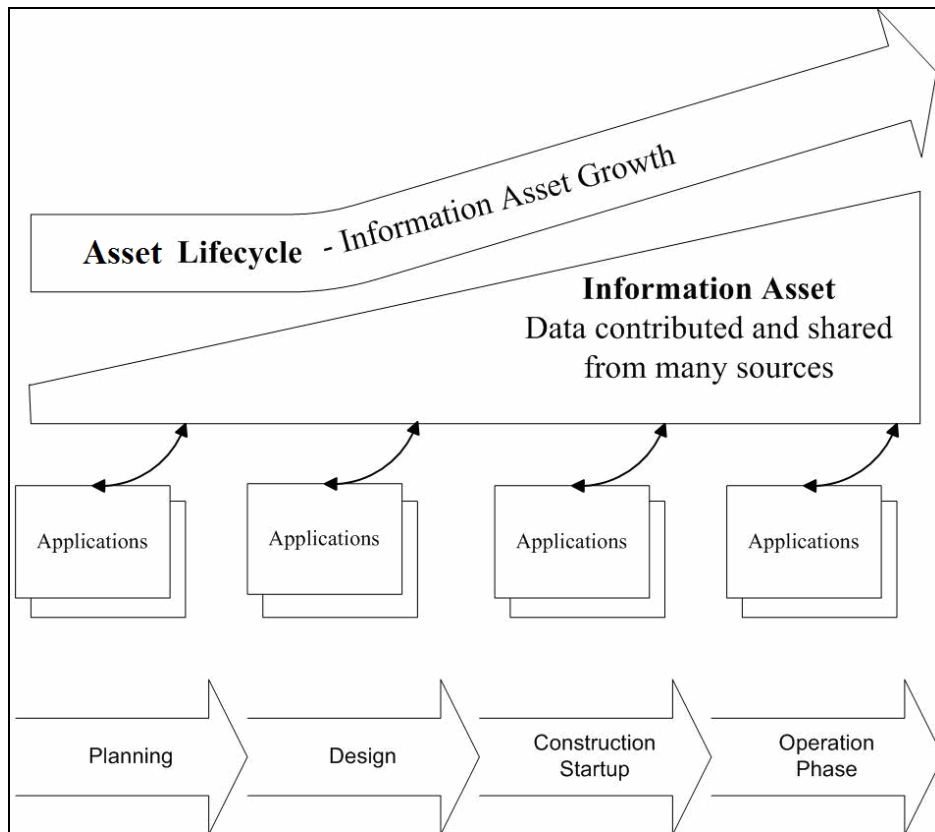 Asset Lifecycle - Information Asset Growth
Information Asset
Data contributed and shared
from many sources
Applications
Applications
Applications
Applications
Planning
Design
Construction
Startup
Operation
Phase